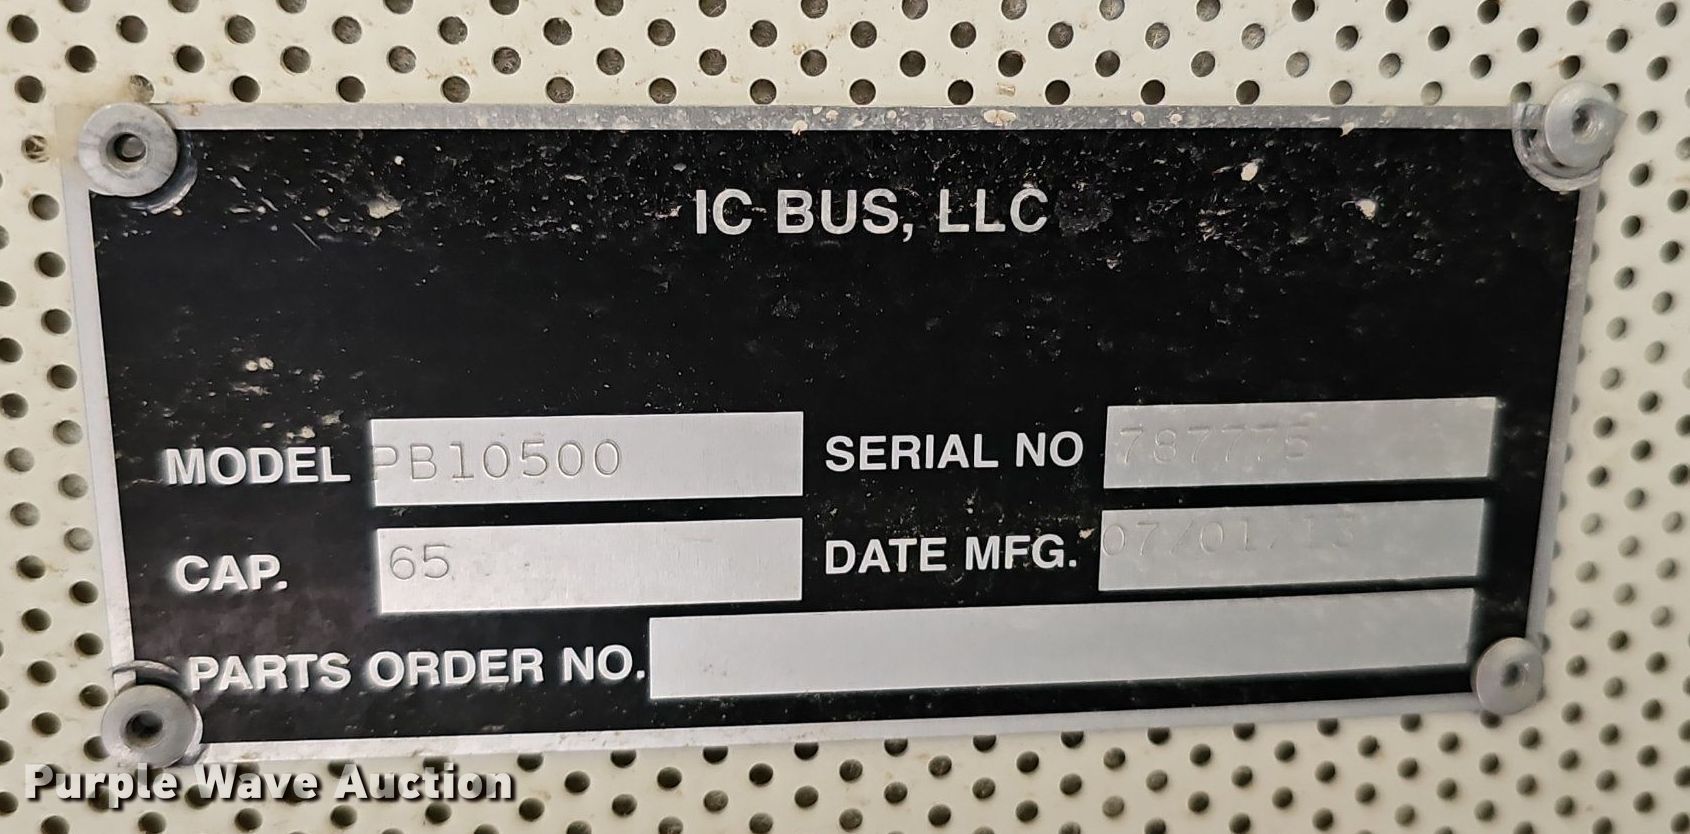 IC BUS, LLC
MODEL PB10500 SERIAL NO 787775
CAP. 65 DATE MFG. 07/01/13
PARTS ORDER NO.
Purple Wave Auction